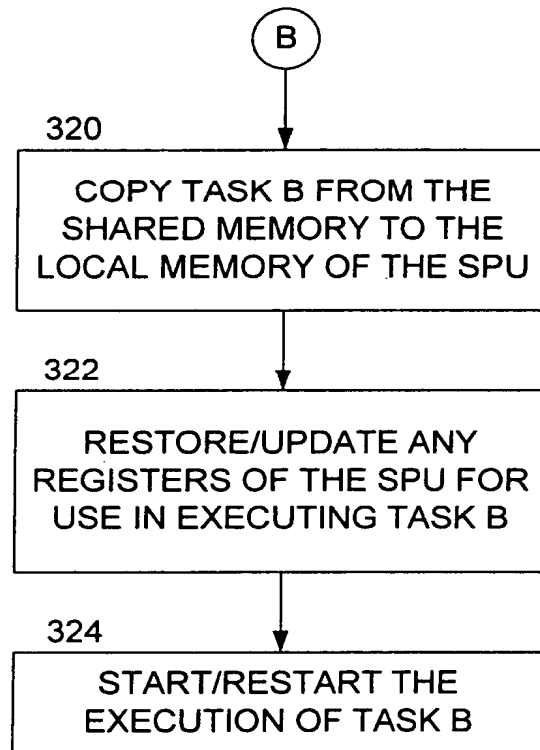 B
320
COPY TASK B FROM THE
SHARED MEMORY TO THE
LOCAL MEMORY OF THE SPU
322
RESTORE/UPDATE ANY
REGISTERS OF THE SPU FOR
USE IN EXECUTING TASK B
324
START/RESTART THE
EXECUTION OF TASK B